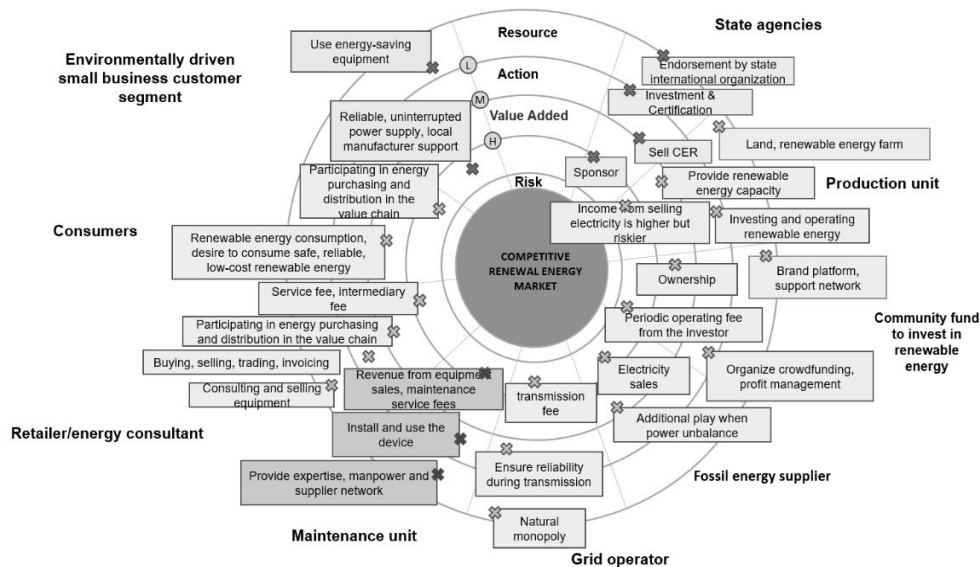 State agencies
Resource
Environmentally driven
small business customer
segment
Use energy-saving
equipment
L
Action
Endorsement by state
international organization
M
Investment &
Certification
Value Added
Reliable, uninterrupted
power supply, local
manufacturer support
H
Land, renewable energy farm
Sell CER
Sponsor
Participating in energy
purchasing and
distribution in the
value chain
Risk
Provide renewable
energy capacity
Production unit
Income from selling
electricity is higher but
riskier
Investing and operating
renewable energy
Consumers
Renewable energy consumption,
desire to consume safe, reliable,
low-cost renewable energy
COMPETITIVE
RENEWAL ENERGY
MARKET
Ownership
Brand platform,
support network
Service fee, intermediary
fee
Periodic operating fee
from the investor
Community fund
to invest in
renewable
energy
Participating in energy purchasing
and distribution in the value chain
Buying, selling, trading, invoicing
Consulting and selling
equipment
Revenue from equipment
sales, maintenance
service fees
transmission
fee
Electricity
sales
Organize crowdfunding,
profit management
Additional play when
power unbalance
Retailer/energy consultant
Install and use the
device
Provide expertise, manpower and
supplier network
Ensure reliability
during transmission
Fossil energy supplier
Natural
monopoly
Maintenance unit
Grid operator